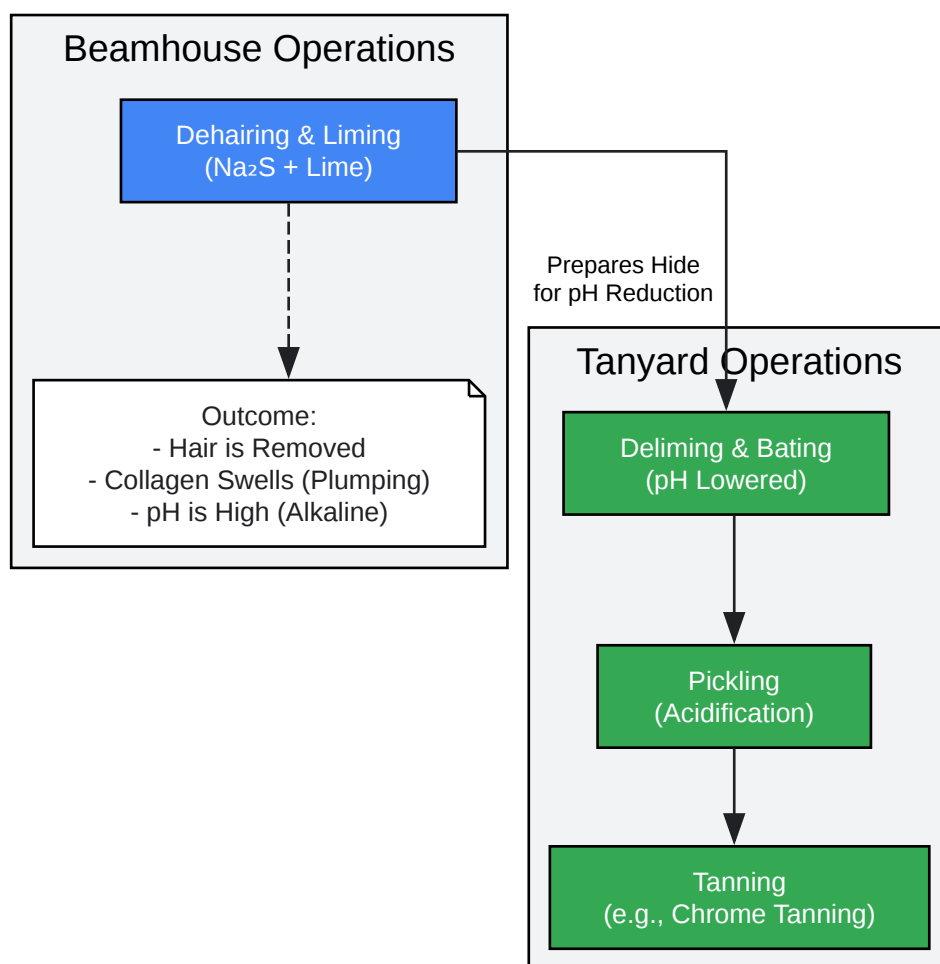 Beamhouse Operations
Dehairing & Liming
(Na₂S + Lime)
Prepares Hide
for pH Reduction
Outcome:
- Hair is Removed
- Collagen Swells (Plumping)
- pH is High (Alkaline)
Tanyard Operations
Deliming & Bating
(pH Lowered)
Pickling
(Acidification)
Tanning
(e.g., Chrome Tanning)